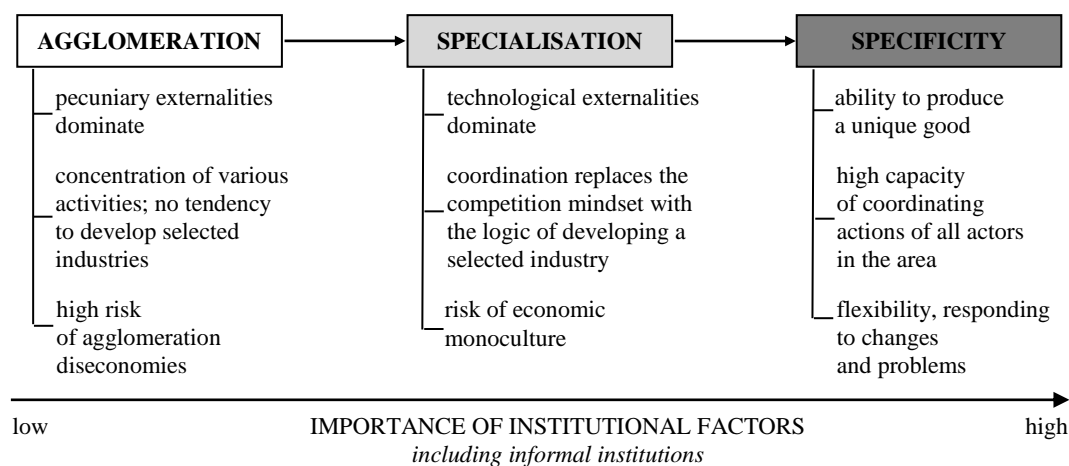 AGGLOMERATION
SPECIALISATION
SPECIFICITY
pecuniary externalities
dominate
concentration of various
activities; no tendency
to develop selected
industries
high risk
of agglomeration
diseconomies
technological externalities
dominate
coordination replaces the
competition mindset with
the logic of developing a
selected industry
risk of economic
monoculture
ability to produce
a unique good
high capacity
of coordinating
actions of all actors
in the area
flexibility, responding
to changes
and problems
low
IMPORTANCE OF INSTITUTIONAL FACTORS
high
including informal institutions